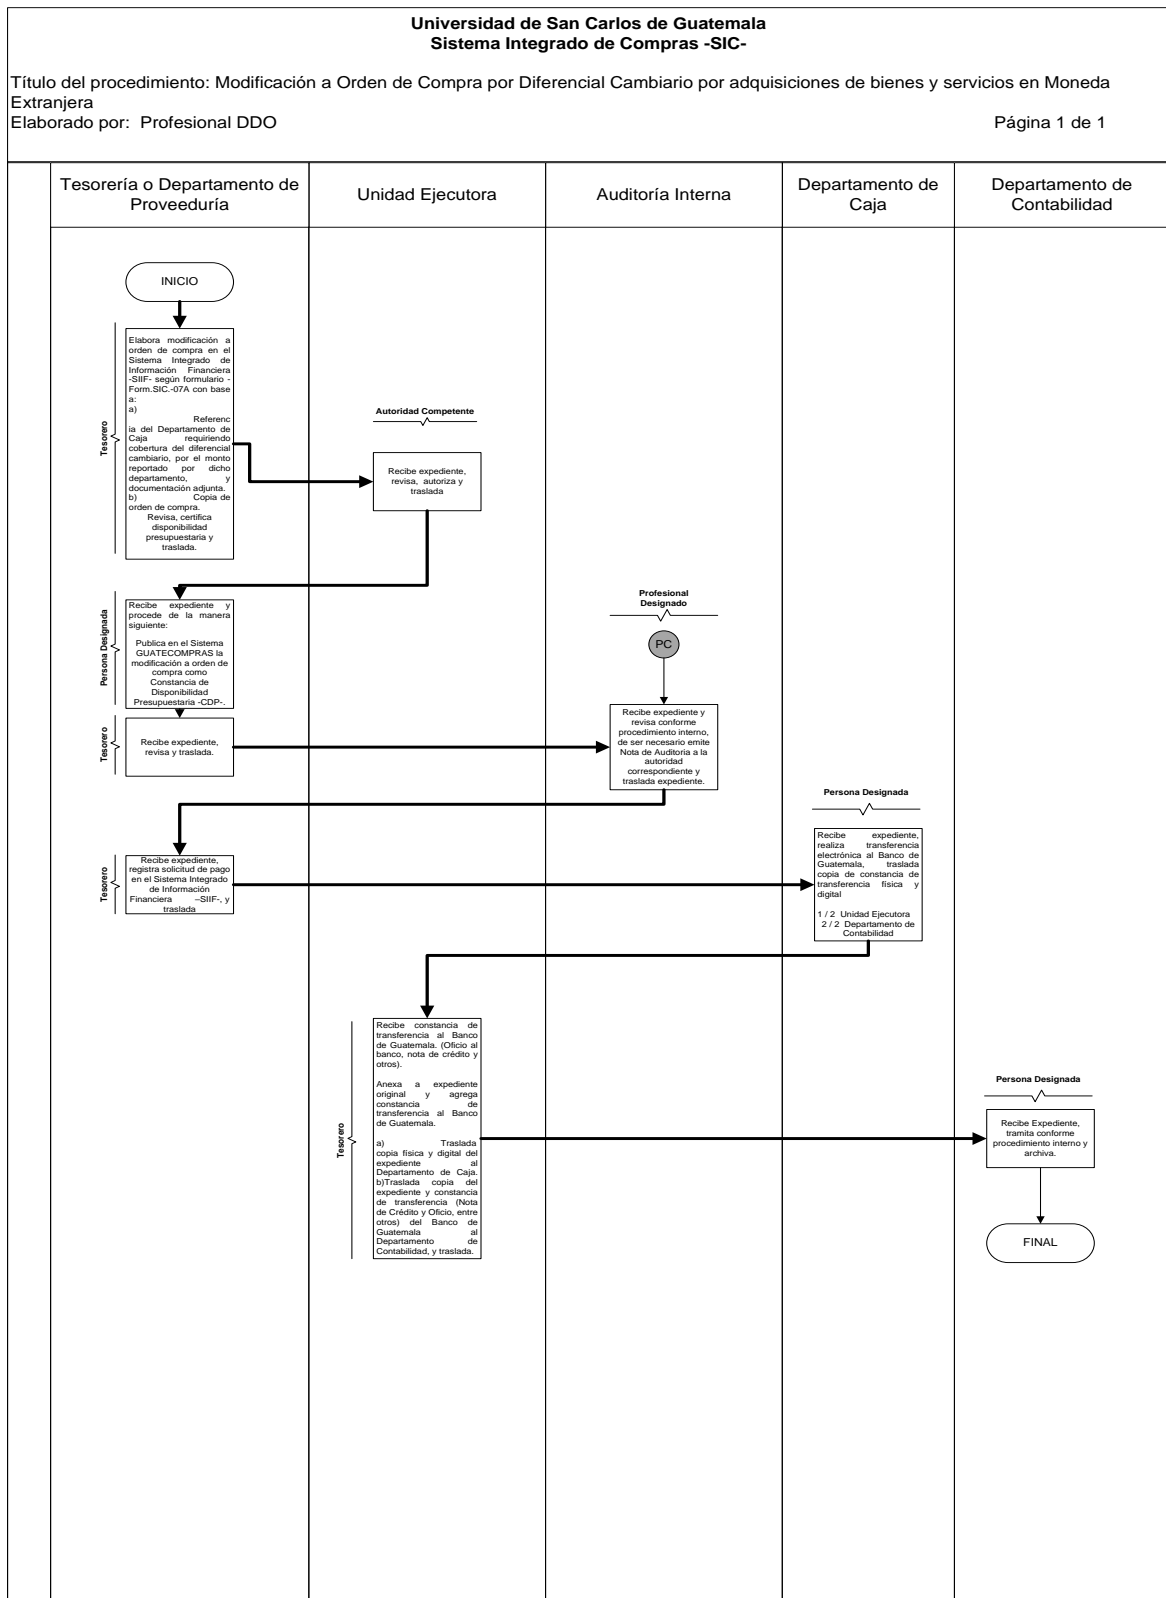 Universidad de San Carlos de Guatemala
Sistema Integrado de Compras -SIC-
Título del procedimiento: Modificación a Orden de Compra por Diferencial Cambiario por adquisiciones de bienes y servicios en Moneda
Extranjera
Elaborado por: Profesional DDO
Página 1 de 1
Tesorería o Departamento de
Proveeduría
Unidad Ejecutora
Auditoría Interna
Departamento de
Caja
Departamento de
Contabilidad
INICIO
Tesorero
Elabora modificación a
orden de compra en el
Sistema Integrado de
Información Financiera
-SIIF- según formulario -
Form.SIC.-07A con base
a:
a)
Referenc
ia del Departamento de
Caja requiriendo
cobertura del diferencial
cambiario, por el monto
reportado por dicho
departamento, y
documentación adjunta.
b) Copia de
orden de compra.
Revisa, certifica
disponibilidad
presupuestaria y
traslada.
Autoridad Competente
Recibe expediente,
revisa, autoriza y
traslada
Persona Designada
Recibe expediente y
procede de la manera
siguiente:
Publica en el Sistema
GUATECOMPRAS la
modificación a orden de
compra como
Constancia de
Disponibilidad
Presupuestaria -CDP-.
Tesorero
Recibe expediente,
revisa y traslada.
Profesional
Designado
PC
Recibe expediente y
revisa conforme
procedimiento interno,
de ser necesario emite
Nota de Auditoria a la
autoridad
correspondiente y
traslada expediente.
Tesorero
Recibe expediente,
registra solicitud de pago
en el Sistema Integrado
de Información
Financiera –SIIF-, y
traslada
Persona Designada
Recibe expediente,
realiza transferencia
electrónica al Banco de
Guatemala, traslada
copia de constancia de
transferencia física y
digital
1 / 2 Unidad Ejecutora
2 / 2 Departamento de
Contabilidad
Tesorero
Recibe constancia de
transferencia al Banco
de Guatemala. (Oficio al
banco, nota de crédito y
otros).
Anexa a expediente
original y agrega
constancia de
transferencia al Banco
de Guatemala.
a) Traslada
copia física y digital del
expediente al
Departamento de Caja.
b)Traslada copia del
expediente y constancia
de transferencia (Nota
de Crédito y Oficio, entre
otros) del Banco de
Guatemala al
Departamento de
Contabilidad, y traslada.
Persona Designada
Recibe Expediente,
tramita conforme
procedimiento interno y
archiva.
FINAL